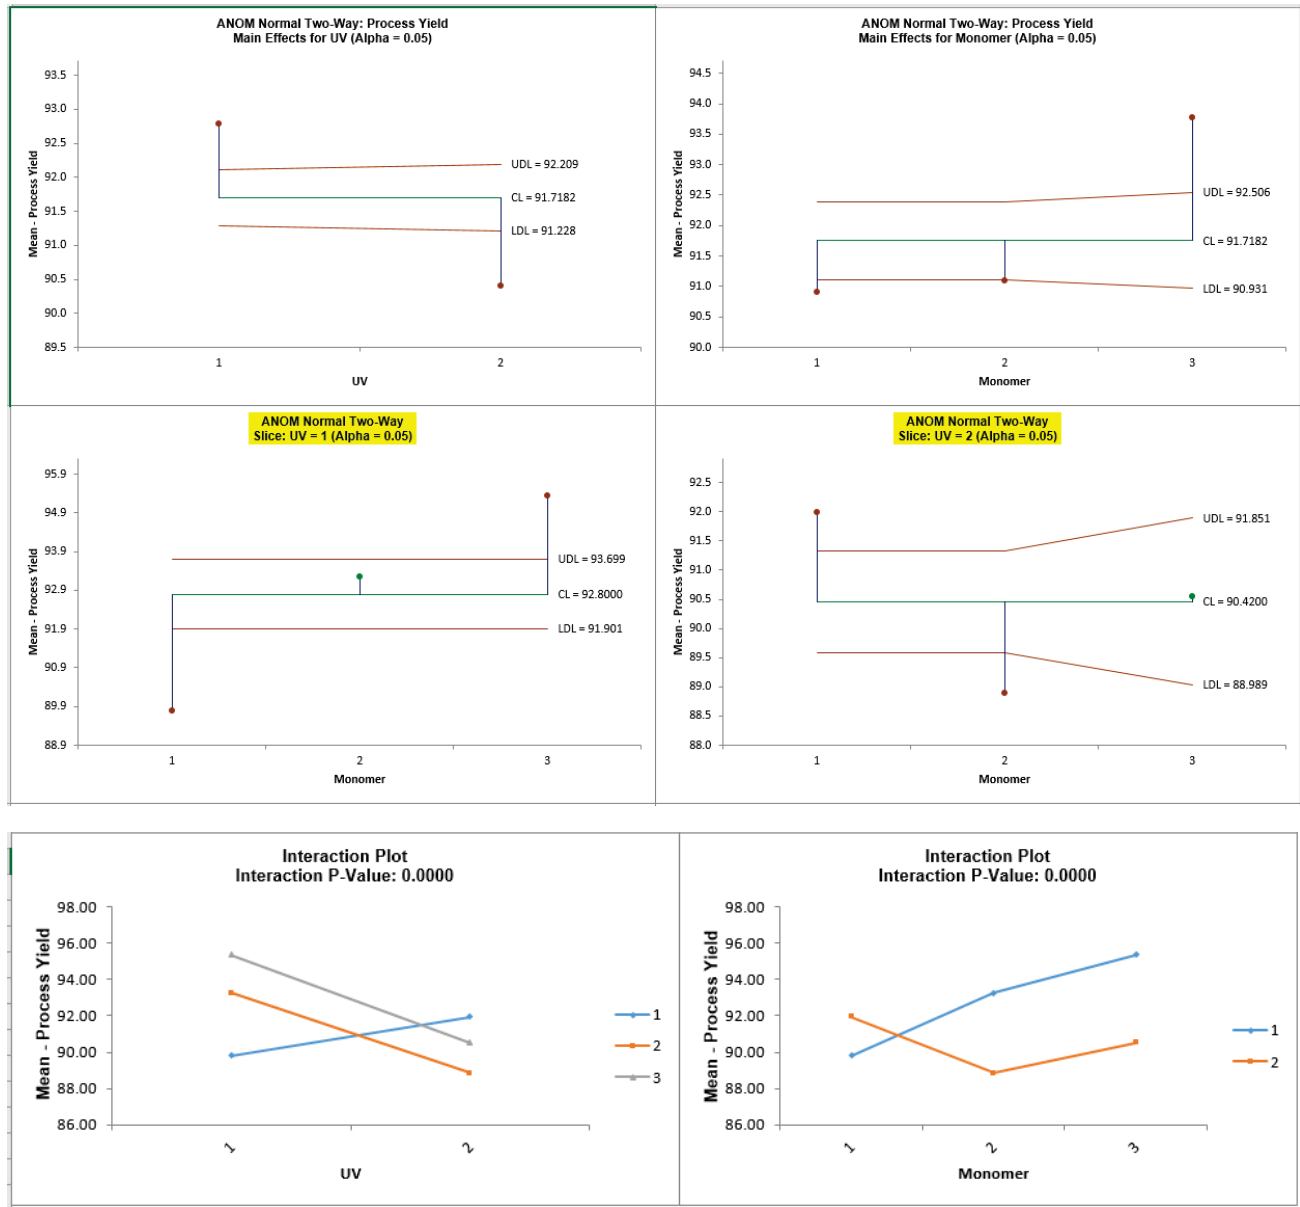 ANOM Normal Two-Way: Process Yield
Main Effects for UV (Alpha = 0.05)
93.5
93.0
92.5
92.0
91.5
91.0
90.5
90.0
89.5
Mean - Process Yield
UDL = 92.209
CL = 91.7182
LDL = 91.228
1
2
UV
ANOM Normal Two-Way: Process Yield
Main Effects for Monomer (Alpha = 0.05)
94.5
94.0
93.5
93.0
92.5
92.0
91.5
91.0
90.5
90.0
Mean - Process Yield
UDL = 92.506
CL = 91.7182
LDL = 90.931
1
2
3
Monomer
ANOM Normal Two-Way
Slice: UV = 1 (Alpha = 0.05)
95.9
94.9
93.9
92.9
91.9
90.9
89.9
88.9
Mean - Process Yield
UDL = 93.699
CL = 92.8000
LDL = 91.901
1
2
3
Monomer
ANOM Normal Two-Way
Slice: UV = 2 (Alpha = 0.05)
92.5
92.0
91.5
91.0
90.5
90.0
89.5
89.0
88.5
88.0
Mean - Process Yield
UDL = 91.851
CL = 90.4200
LDL = 88.989
1
2
3
Monomer
Interaction Plot
Interaction P-Value: 0.0000
98.00
96.00
94.00
92.00
90.00
88.00
86.00
Mean - Process Yield
1
2
3
1
2
UV
Interaction Plot
Interaction P-Value: 0.0000
98.00
96.00
94.00
92.00
90.00
88.00
86.00
Mean - Process Yield
1
2
1
2
3
Monomer